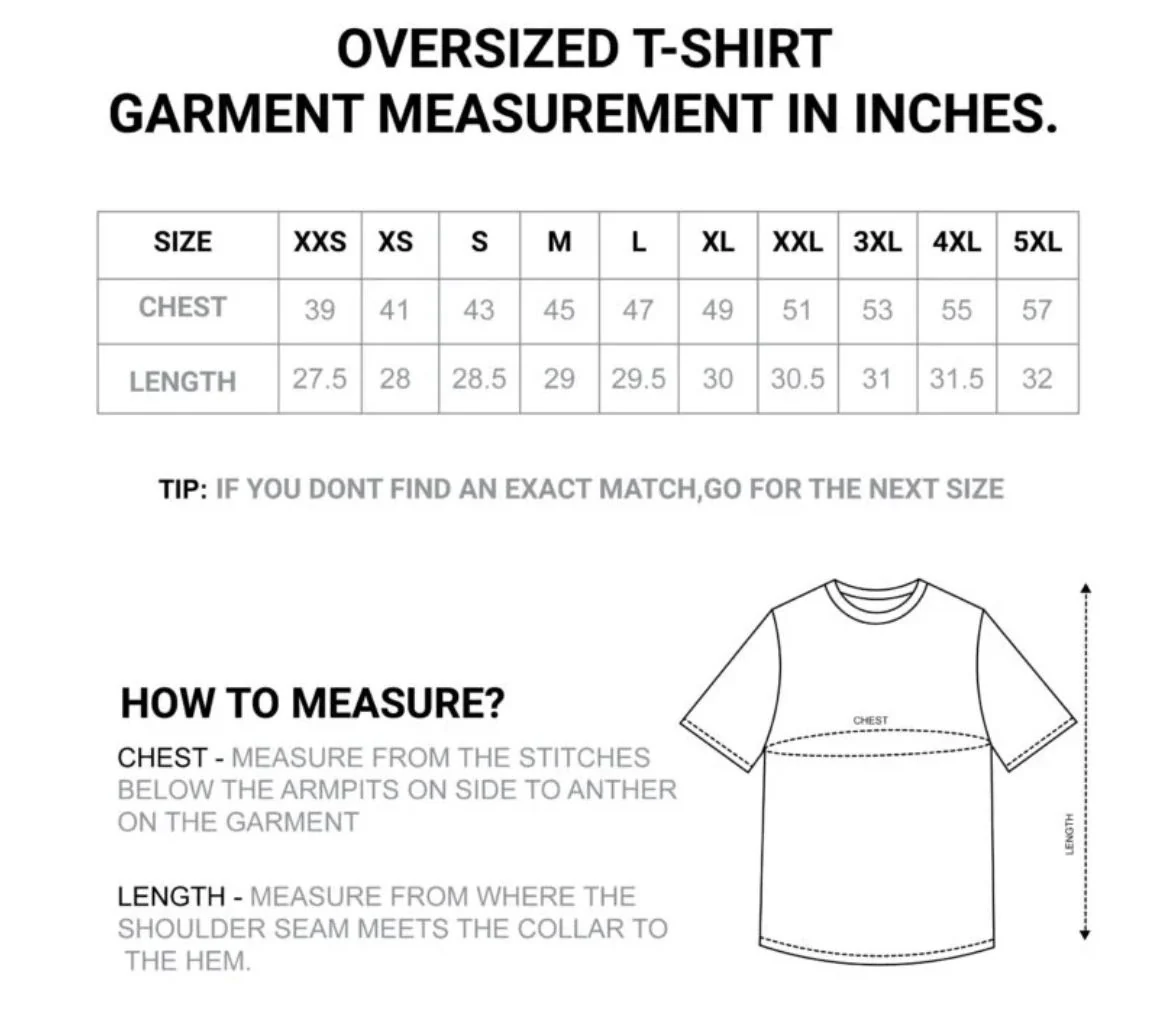 OVERSIZED T-SHIRT
GARMENT MEASUREMENT IN INCHES.
SIZE XXS XS S M L XL XXL 3XL 4XL 5XL
CHEST 39 41 43 45 47 49 51 53 55 57
LENGTH 27.5 28 28.5 29 29.5 30 30.5 31 31.5 32
TIP: IF YOU DONT FIND AN EXACT MATCH,GO FOR THE NEXT SIZE
HOW TO MEASURE?
CHEST - MEASURE FROM THE STITCHES
BELOW THE ARMPITS ON SIDE TO ANTHER
ON THE GARMENT
LENGTH - MEASURE FROM WHERE THE
SHOULDER SEAM MEETS THE COLLAR TO
THE HEM.
CHEST
LENGTH